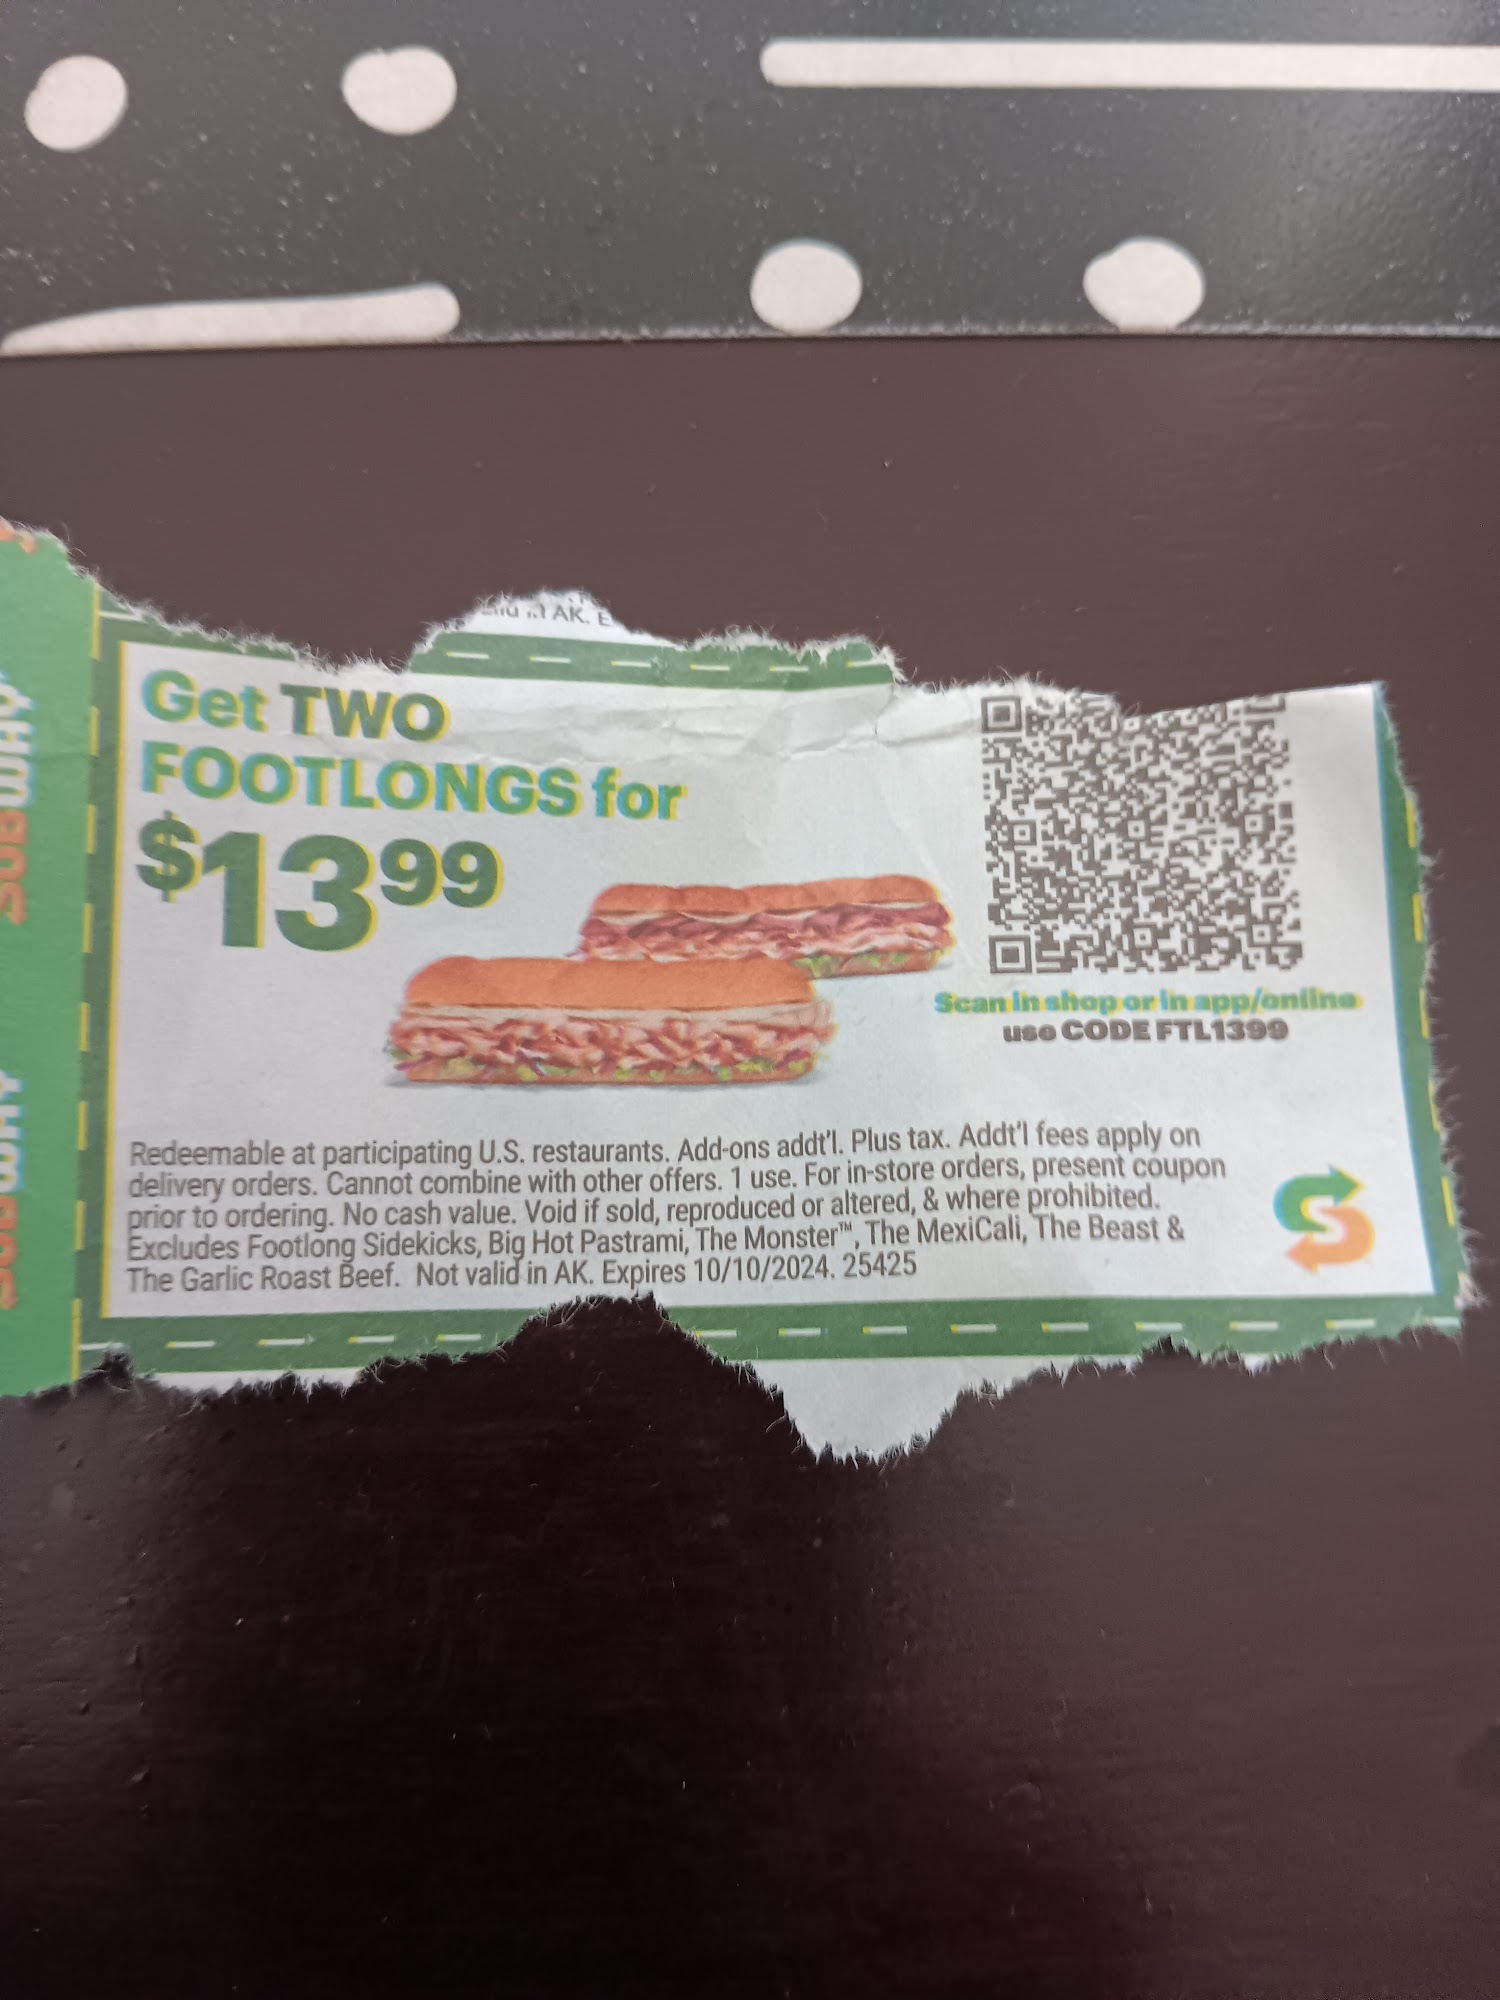 AK. E
Get TWO
FOOTLONGS for
$1399
Scan in shop or in app/online
use CODE FTL1399
Redeemable at participating U.S. restaurants. Add-ons addt'l. Plus tax. Addt'l fees apply on
delivery orders. Cannot combine with other offers. 1 use. For in-store orders, present coupon
prior to ordering. No cash value. Void if sold, reproduced or altered, & where prohibited.
Excludes Footlong Sidekicks, Big Hot Pastrami, The Monster™, The MexiCali, The Beast &
The Garlic Roast Beef. Not valid in AK. Expires 10/10/2024. 25425
SUBWAY
SUBWAY